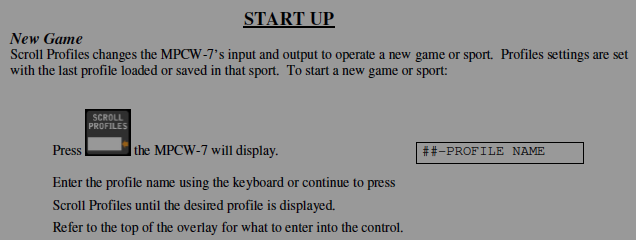 START UP
New Game
Scroll Profiles changes the MPCW-7's input and output to operate a new game or sport.  Profiles settings are set
with the last profile loaded or saved in that sport.  To start a new game or sport:
SCROLL
PROFILES
Press the MPCW-7 will display.
##-PROFILE NAME
Enter the profile name using the keyboard or continue to press
Scroll Profiles until the desired profile is displayed.
Refer to the top of the overlay for what to enter into the control.